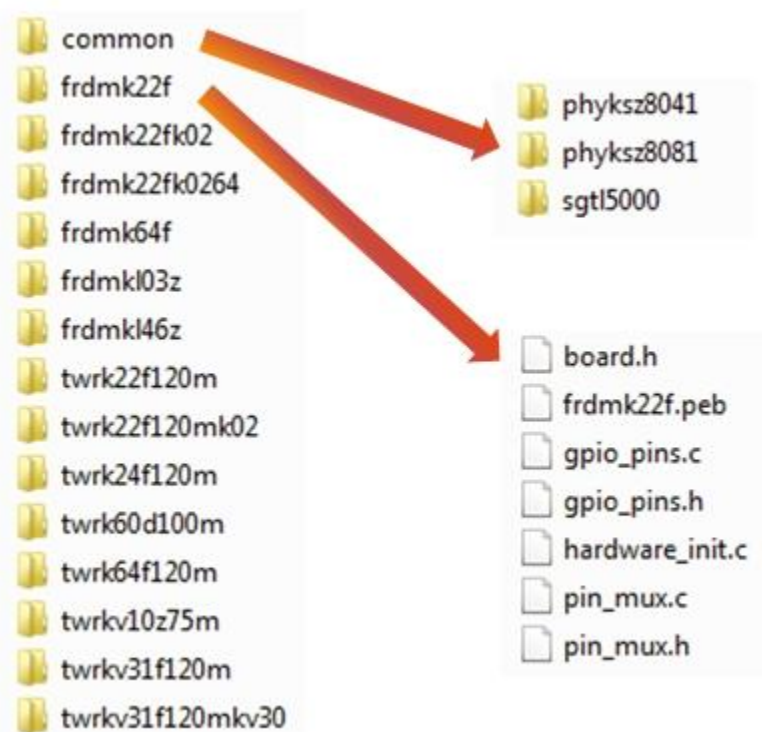 common
frdmk22f
frdmk22fk02
frdmk22fk0264
frdmk64f
frdmkl03z
frdmkl46z
twrk22f120m
twrk22f120mk02
twrk24f120m
twrk60d100m
twrk64f120m
twrkv10z75m
twrkv31f120m
twrkv31f120mkv30
phyksz8041
phyksz8081
sgtl5000
board.h
frdmk22f.peb
gpio_pins.c
gpio_pins.h
hardware_init.c
pin_mux.c
pin_mux.h